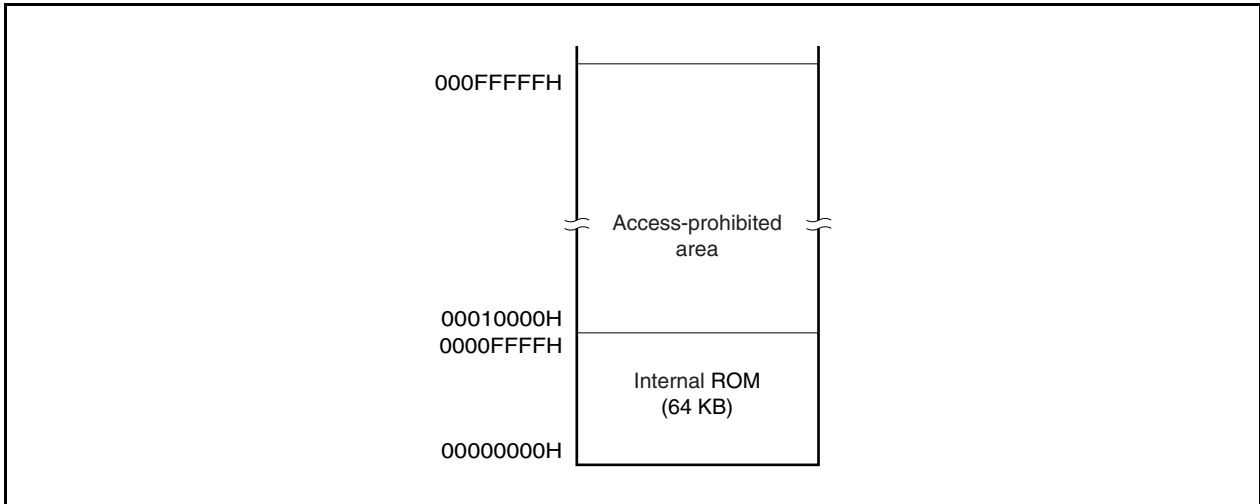 000FFFFFH
Access-prohibited
area
00010000H
0000FFFFH
Internal ROM
(64 KB)
00000000H